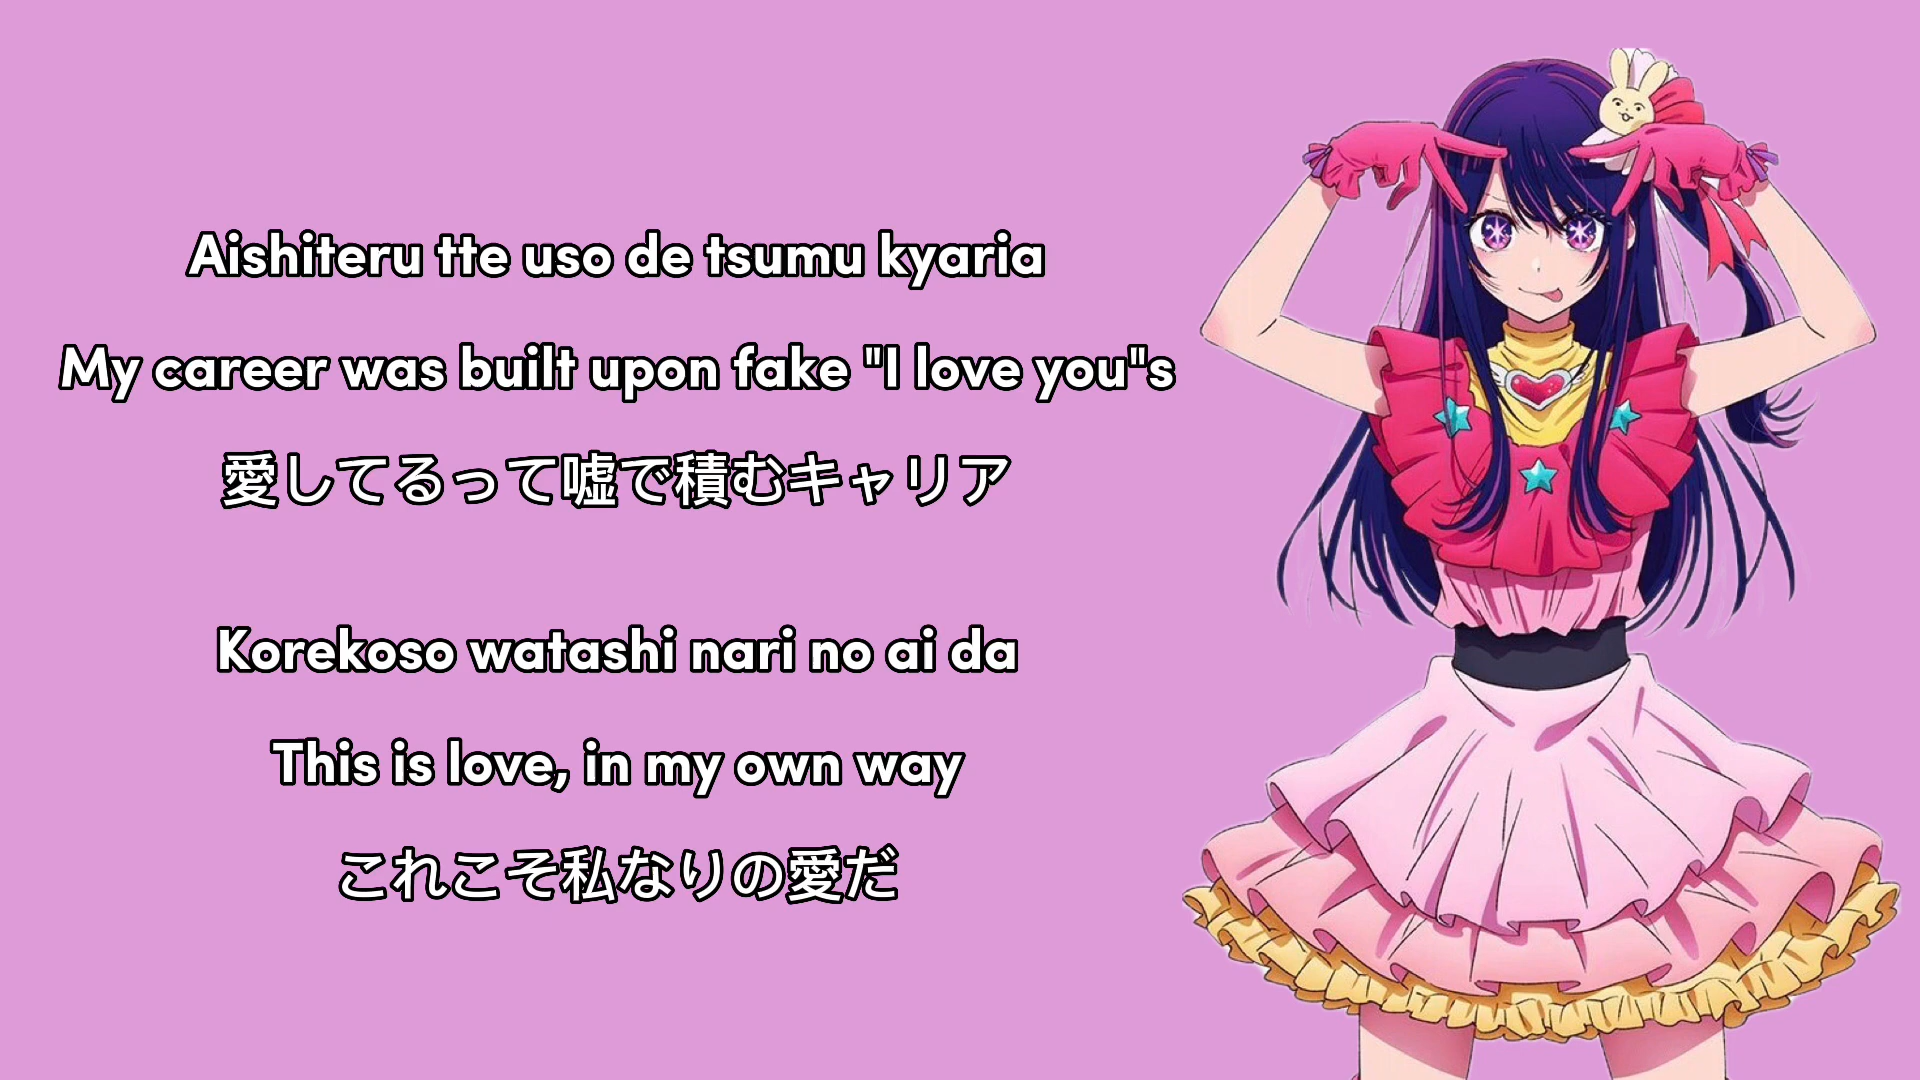 Aishiteru tte uso de tsumu kyaria
My career was built upon fake "I love you"s
愛してるって嘘で積むキャリア
Korekoso watashi nari no ai da
This is love, in my own way
これこそ私なりの愛だ